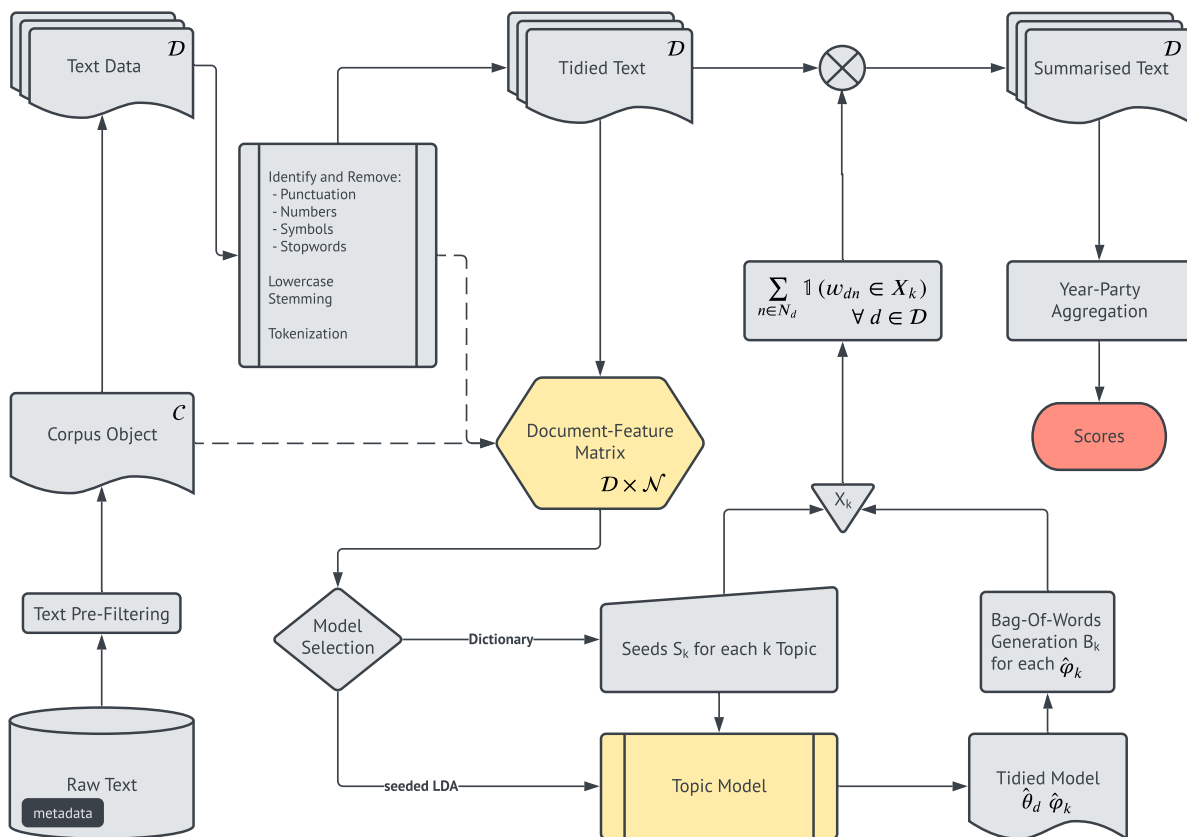 𝒟
Text Data
𝒟
Tidied Text
𝒟
Summarised Text
Identify and Remove:
- Punctuation
- Numbers
- Symbols
- Stopwords
Lowercase
Stemming
Tokenization
∑ 𝟙 (w_dn ∈ X_k)
n∈N_d
∀ d ∈ 𝒟
Year-Party
Aggregation
𝒞
Corpus Object
Document-Feature
Matrix
𝒟 × 𝒩
Scores
X_k
Text Pre-Filtering
Model
Selection
Dictionary
Seeds S_k for each k Topic
Bag-Of-Words
Generation B_k
for each φ̂_k
Raw Text
metadata
seeded LDA
Topic Model
Tidied Model
θ̂_d φ̂_k